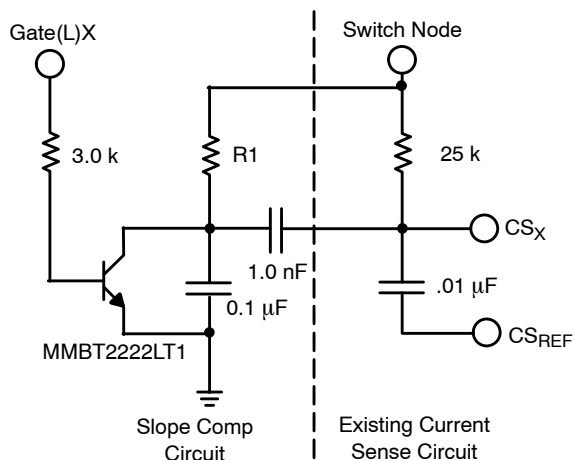 Gate(L)X
Switch Node
3.0 k
R1
25 k
CSX
1.0 nF
0.1 μF
.01 μF
MMBT2222LT1
CSREF
Slope Comp
Circuit
Existing Current
Sense Circuit